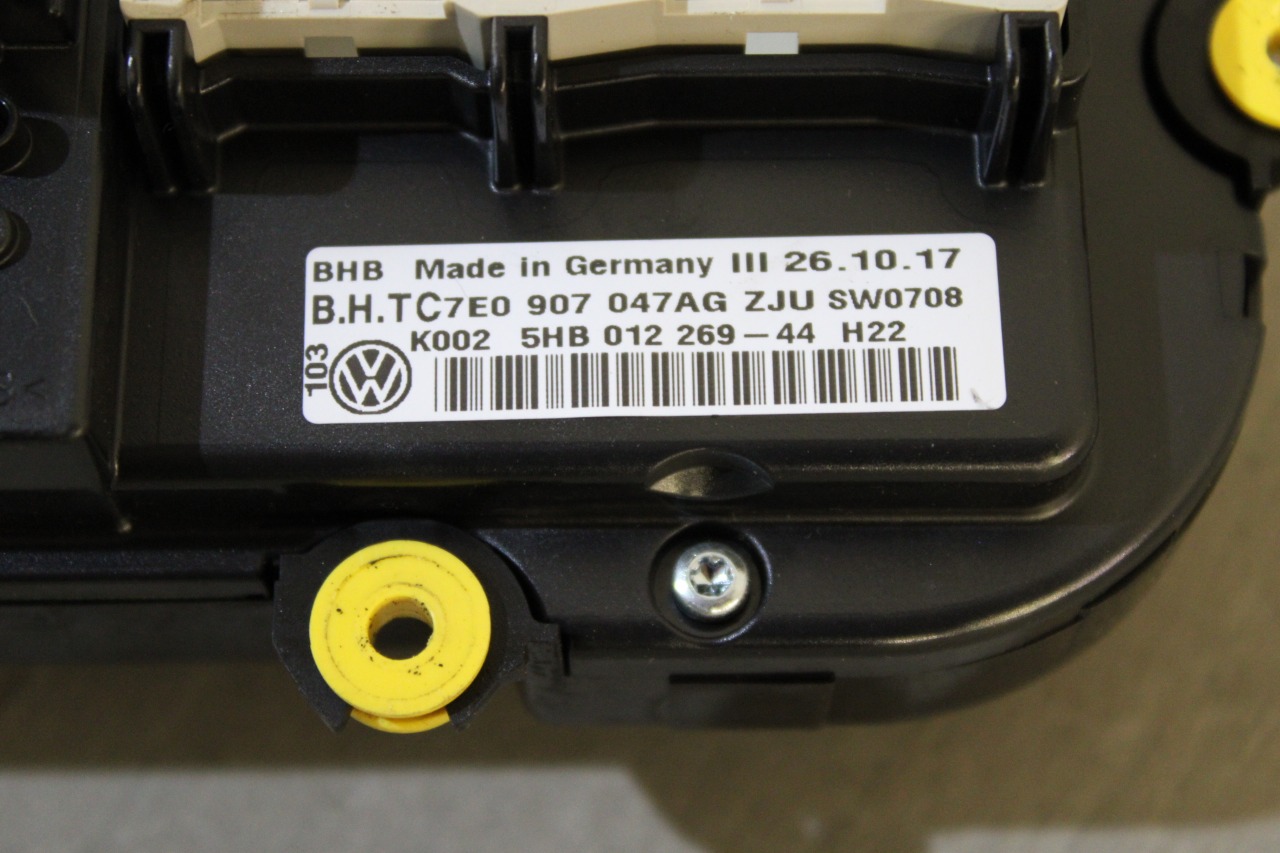 BHB Made in Germany III 26.10.17
B.H.TC7E0 907 047AG ZJU SW0708
K002 5HB 012 269-44 H22
103